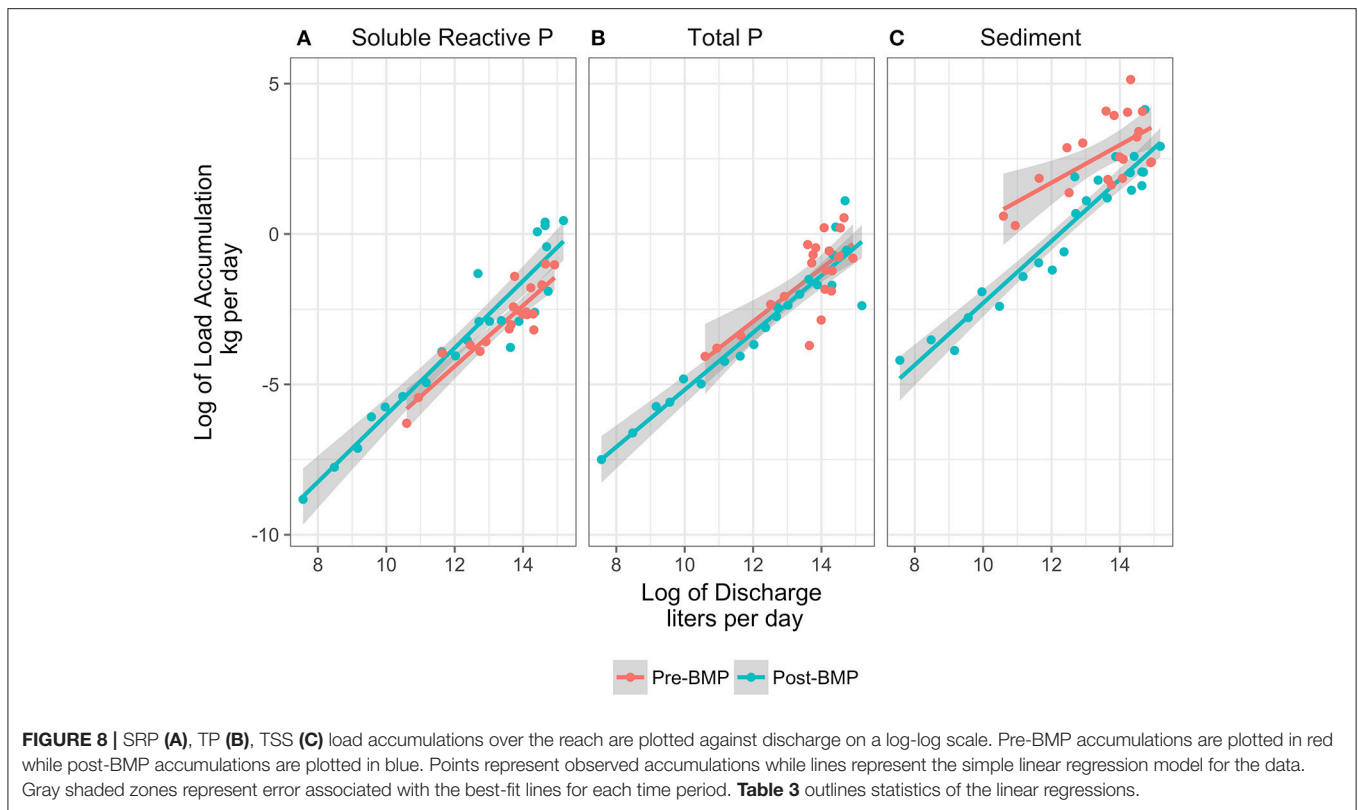 A Soluble Reactive P
B Total P
C Sediment
5
0
-5
-10
Log of Load Accumulation
kg per day
8 10 12 14
8 10 12 14
8 10 12 14
Log of Discharge
liters per day
Pre-BMP Post-BMP
FIGURE 8 | SRP (A), TP (B), TSS (C) load accumulations over the reach are plotted against discharge on a log-log scale. Pre-BMP accumulations are plotted in red
while post-BMP accumulations are plotted in blue. Points represent observed accumulations while lines represent the simple linear regression model for the data.
Gray shaded zones represent error associated with the best-fit lines for each time period. Table 3 outlines statistics of the linear regressions.